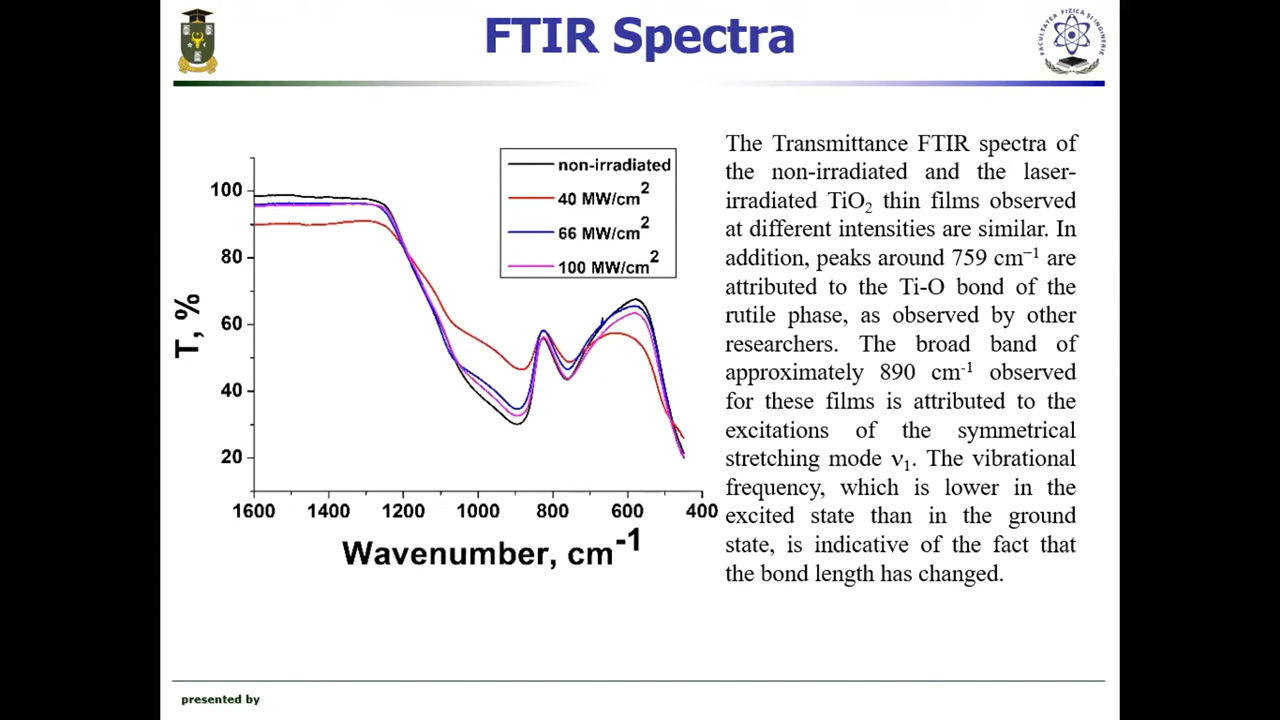 FTIR Spectra
FACULTATEA FIZICA ȘI INGINERIE
100
80
60
40
20
T, %
non-irradiated
40 MW/cm²
66 MW/cm²
100 MW/cm²
1600 1400 1200 1000 800 600 400
Wavenumber, cm⁻¹
The Transmittance FTIR spectra of
the non-irradiated and the laser-
irradiated TiO₂ thin films observed
at different intensities are similar. In
addition, peaks around 759 cm⁻¹ are
attributed to the Ti-O bond of the
rutile phase, as observed by other
researchers. The broad band of
approximately 890 cm⁻¹ observed
for these films is attributed to the
excitations of the symmetrical
stretching mode ν₁. The vibrational
frequency, which is lower in the
excited state than in the ground
state, is indicative of the fact that
the bond length has changed.
presented by